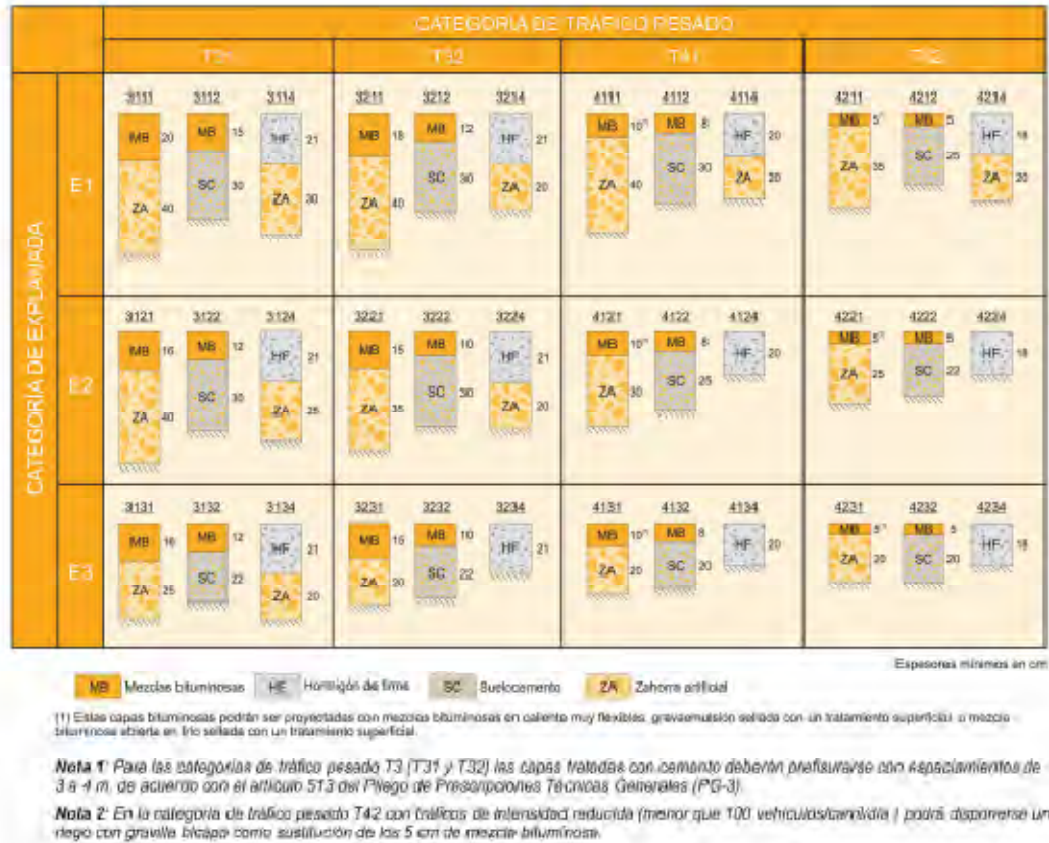 CATEGORÍA DE TRÁFICO PESADO
T31 T32 T41 T42
CATEGORÍA DE EXPLANADA
E1
3111 3112 3114 3211 3212 3214 4111 4112 4114 4211 4212 4214
MB 20 MB 15 HF 21 MB 18 MB 12 HF 21 MB 10(1) MB 8 HF 20 MB 5(1) MB 5 HF 18
ZA 40 SC 30 ZA 30 ZA 40 SC 30 ZA 20 ZA 40 SC 30 ZA 20 ZA 35 SC 25 ZA 20
E2
3121 3122 3124 3221 3222 3224 4121 4122 4124 4221 4222 4224
MB 16 MB 12 HF 21 MB 15 MB 10 HF 21 MB 10(1) MB 8 HF 20 MB 5(1) MB 5 HF 18
ZA 40 SC 30 ZA 25 ZA 35 SC 30 ZA 20 ZA 30 SC 25 ZA 25 SC 22
E3
3131 3132 3134 3231 3232 3234 4131 4132 4134 4231 4232 4234
MB 16 MB 12 HF 21 MB 15 MB 10 HF 21 MB 10(1) MB 8 HF 20 MB 5(1) MB 5 HF 18
ZA 25 SC 22 ZA 20 ZA 20 SC 22 ZA 20 SC 20 ZA 20 SC 20
Espesores mínimos en cm
MB Mezclas bituminosas HF Hormigón de firme SC Suelocemento ZA Zahorra artificial
(1) Estas capas bituminosas podrán ser proyectadas con mezclas bituminosas en caliente muy flexibles, gravaemulsión sellada con un tratamiento superficial o mezcla
bituminosa abierta en frío sellada con un tratamiento superficial.
Nota 1: Para las categorías de tráfico pesado T3 (T31 y T32) las capas tratadas con cemento deberán prefisurarse con espaciamientos de
3 a 4 m, de acuerdo con el artículo 513 del Pliego de Prescripciones Técnicas Generales (PG-3).
Nota 2: En la categoría de tráfico pesado T42 con tráficos de intensidad reducida (menor que 100 vehículos/carril/día) podrá disponerse un
riego con gravilla bicapa como sustitución de los 5 cm de mezcla bituminosa.